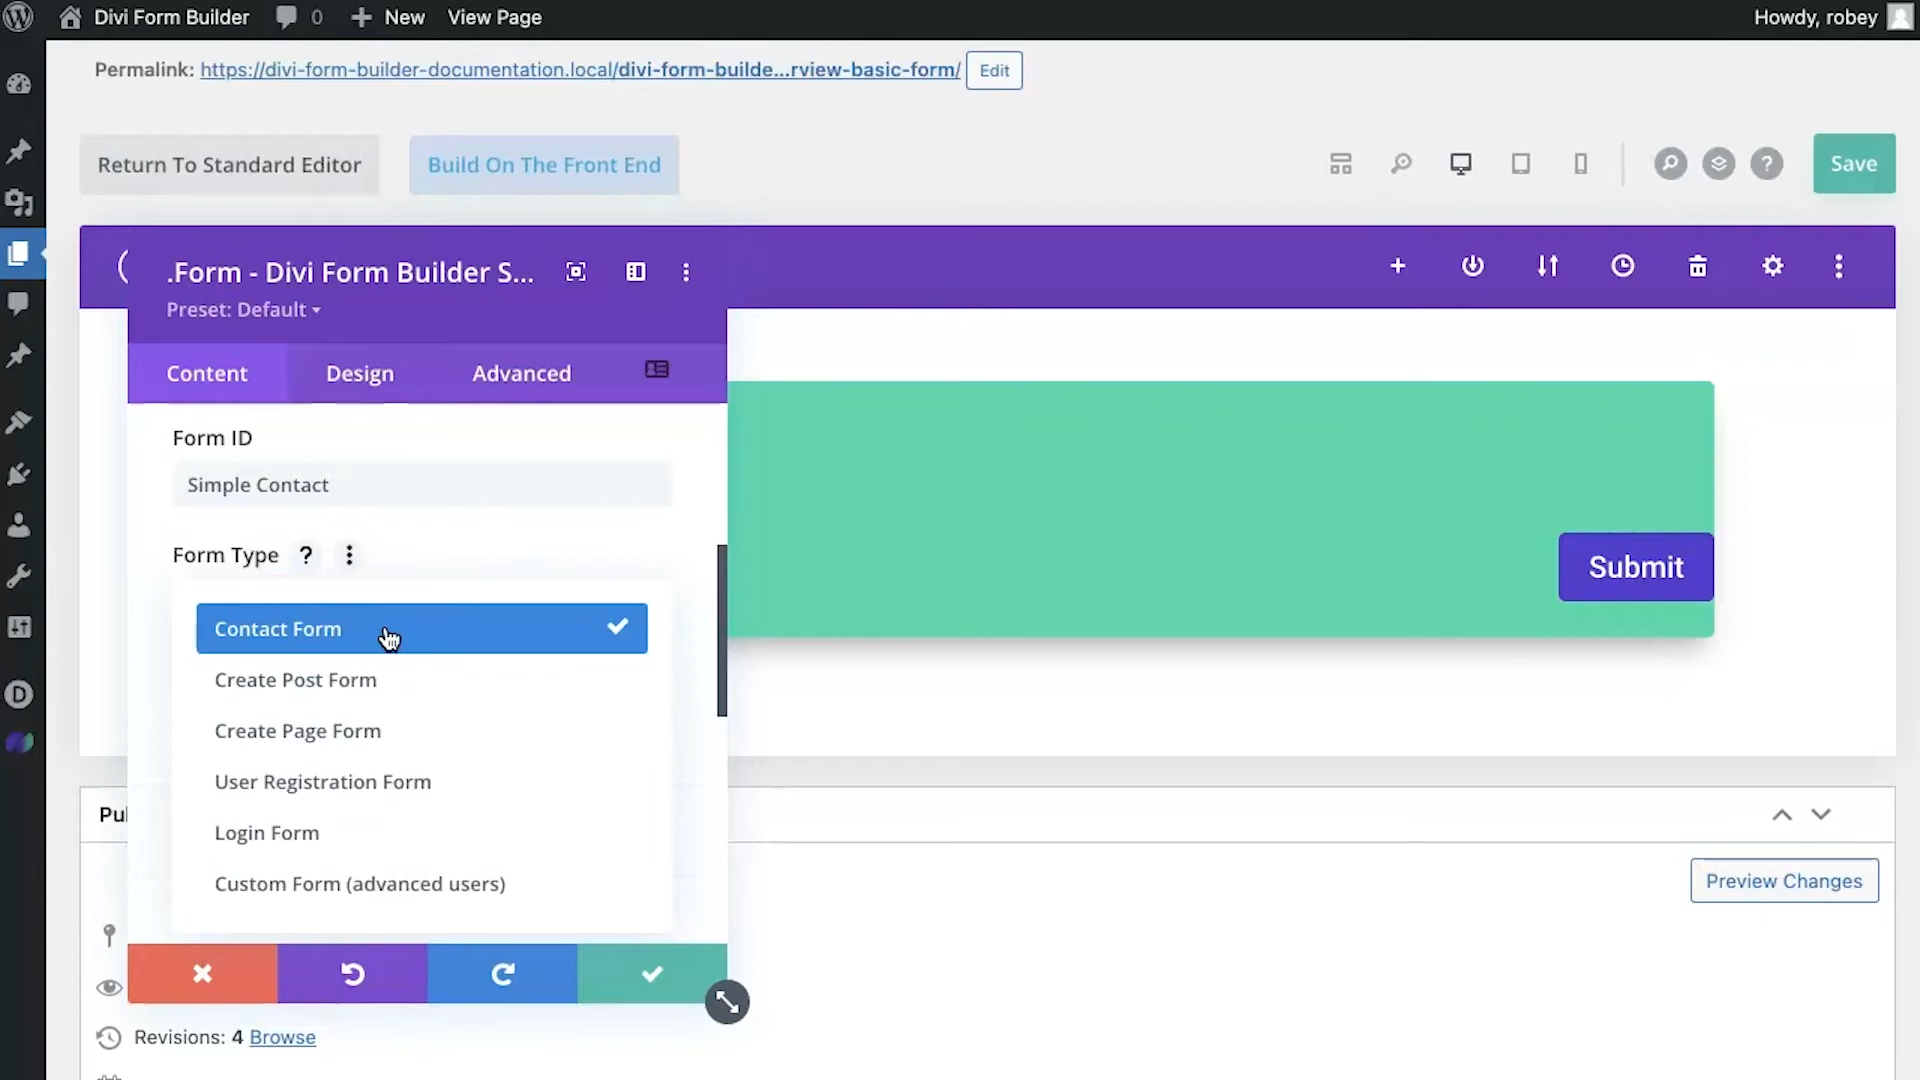 Divi Form Builder 0 New View Page Howdy, robey
Permalink: https://divi-form-builder-documentation.local/divi-form-builde...rview-basic-form/ Edit
Return To Standard Editor Build On The Front End ? Save
.Form - Divi Form Builder S...
Preset: Default
Content Design Advanced
Form ID
Simple Contact
Form Type ?
Contact Form
Create Post Form
Create Page Form
User Registration Form
Login Form
Custom Form (advanced users)
Submit
Pul
Preview Changes
Revisions: 4 Browse